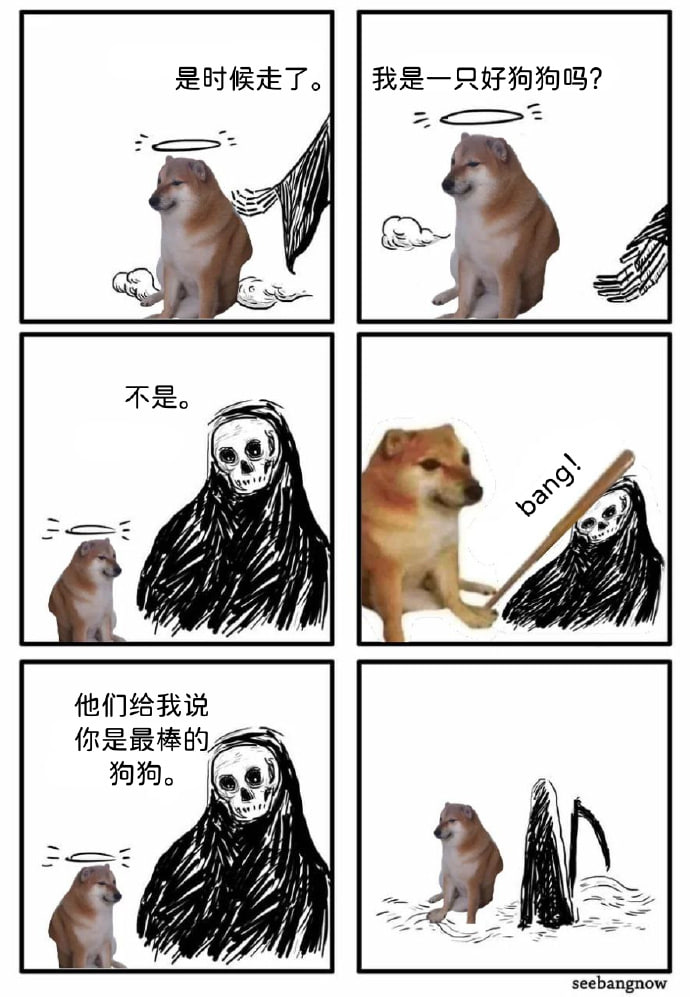 是时候走了。
我是一只好狗狗吗？
不是。
bang!
他们给我说
你是最棒的
狗狗。
seebangnow